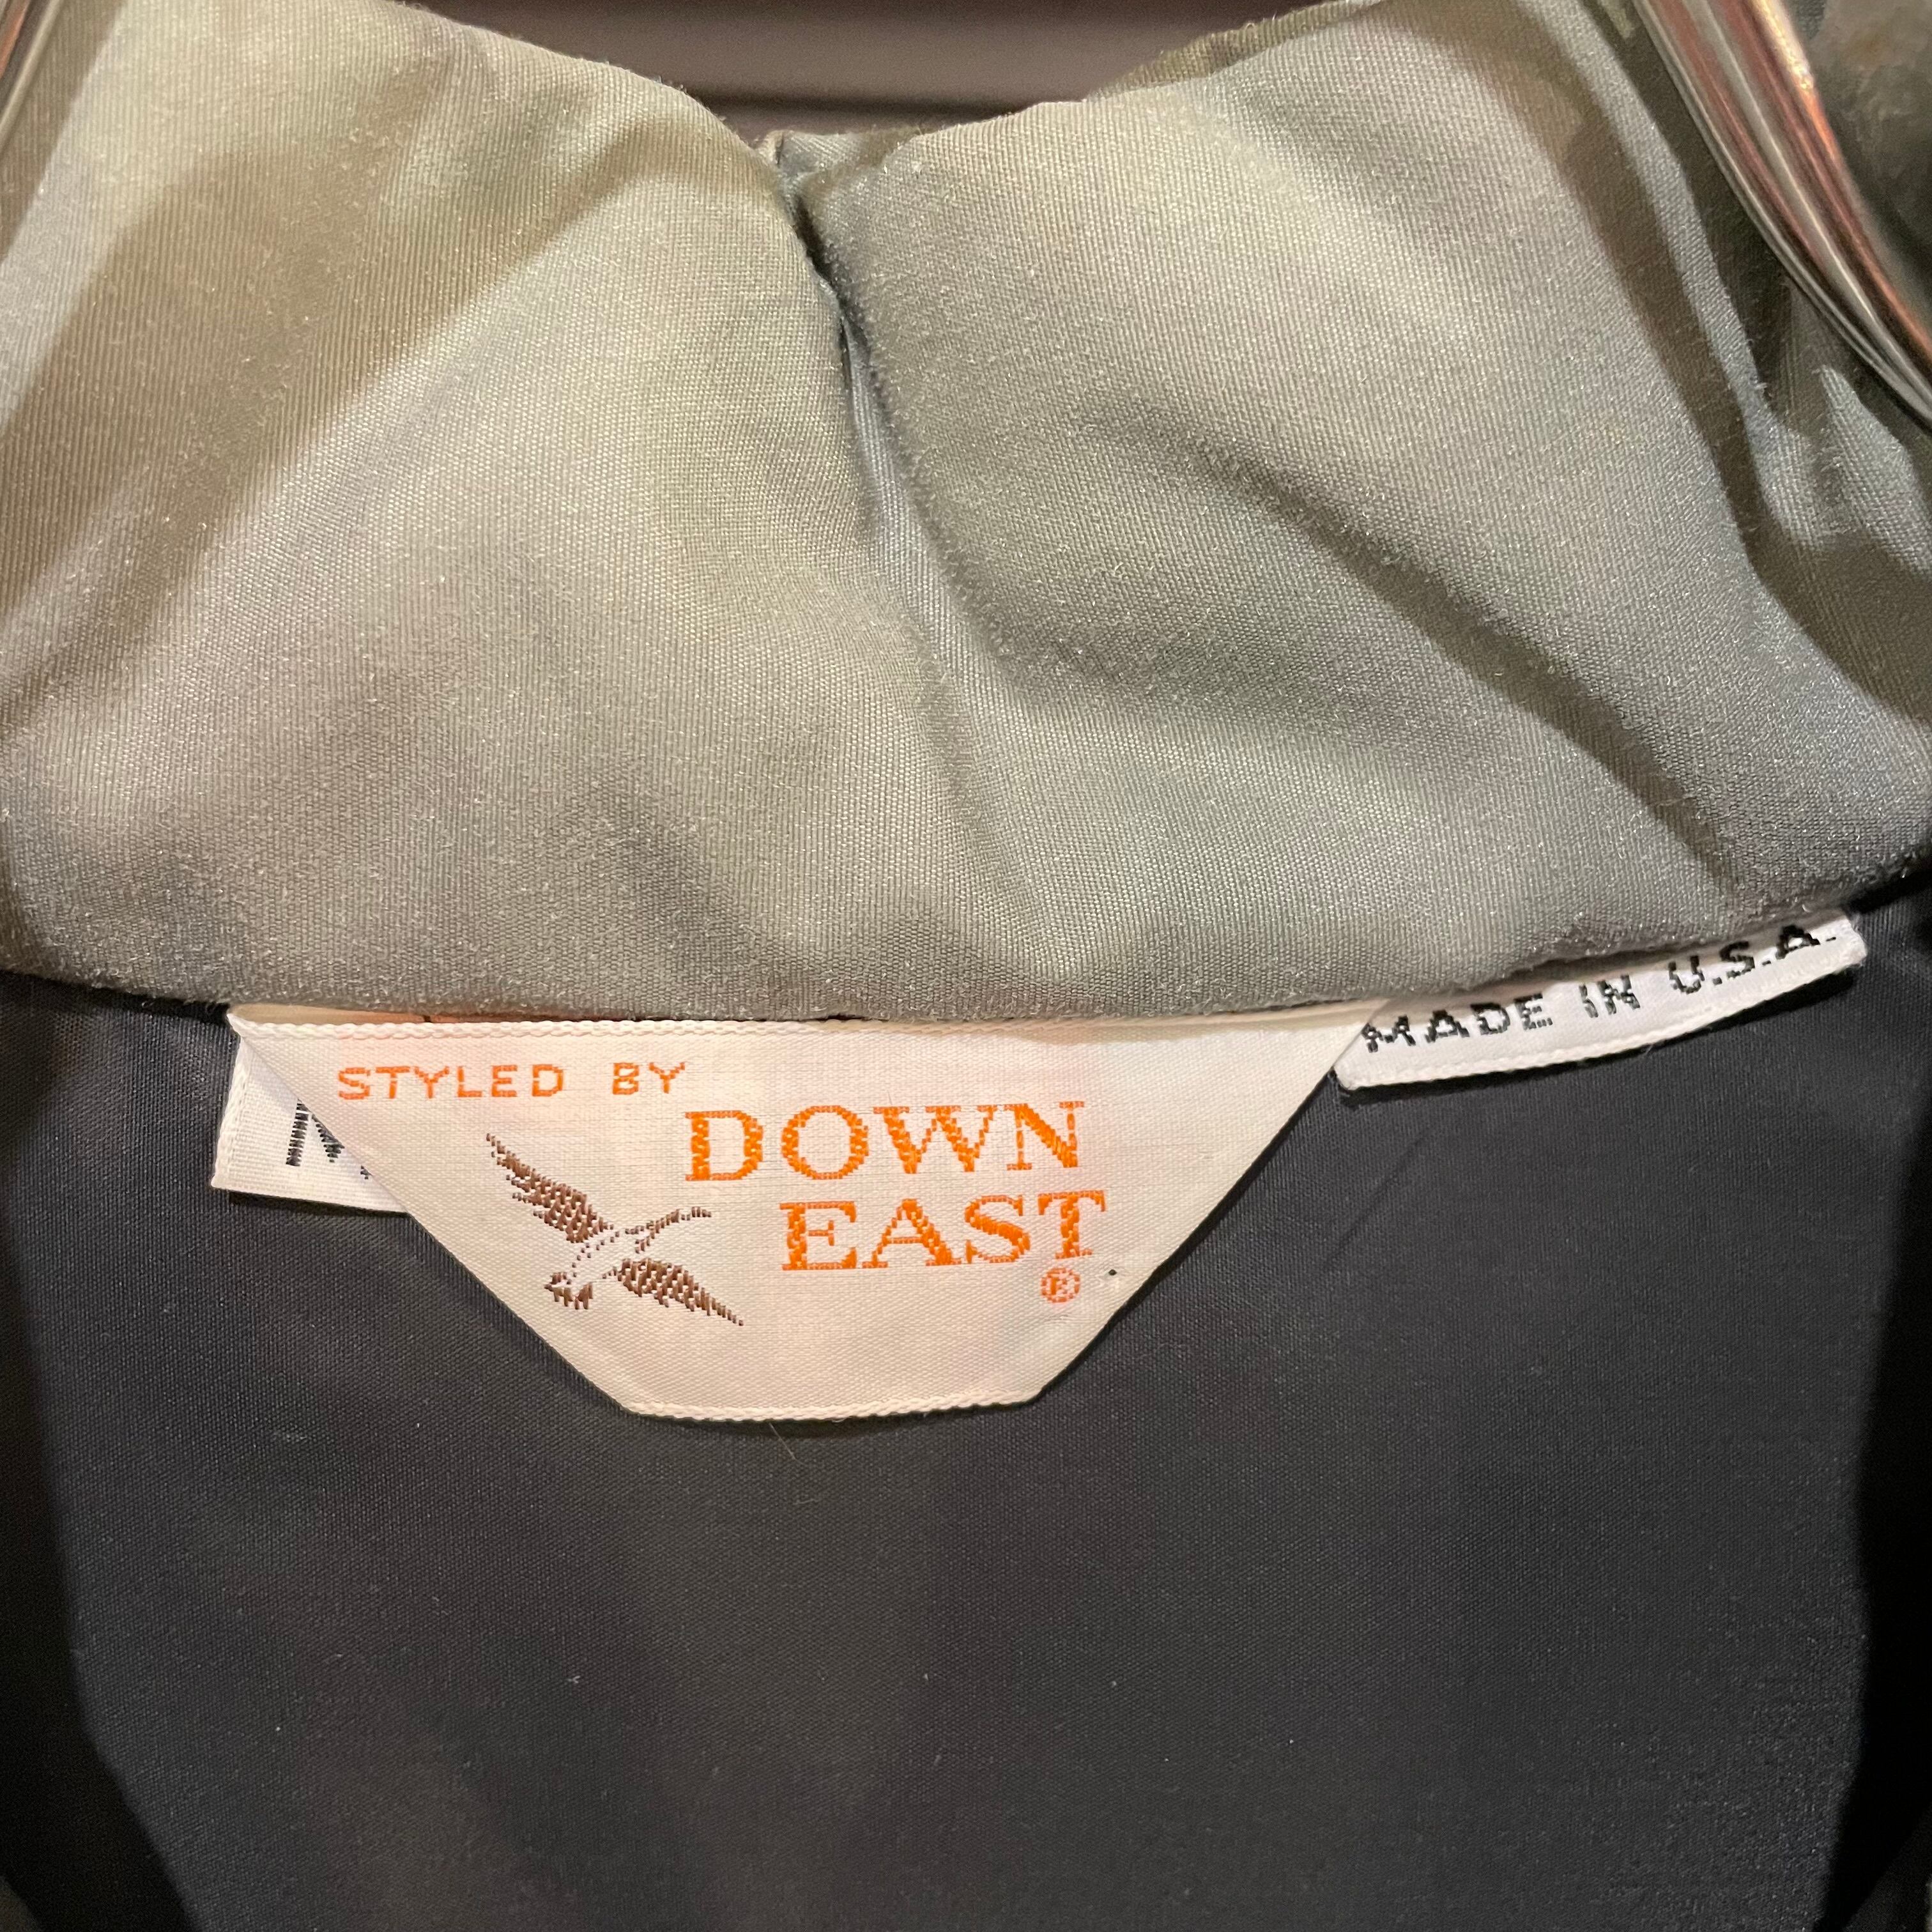 STYLED BY
DOWN
EAST
®
MADE IN U.S.A.